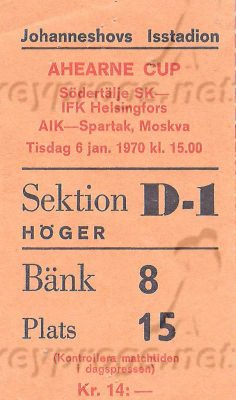 Johanneshovs Isstadion
AHEARNE CUP
Södertälje SK—
IFK Helsingfors
AIK—Spartak, Moskva
Tisdag 6 jan. 1970 kl. 15.00
Sektion D-1
HÖGER
Bänk 8
Plats 15
(Kontrollera matchtiden
i dagspressen)
Kr. 14:—